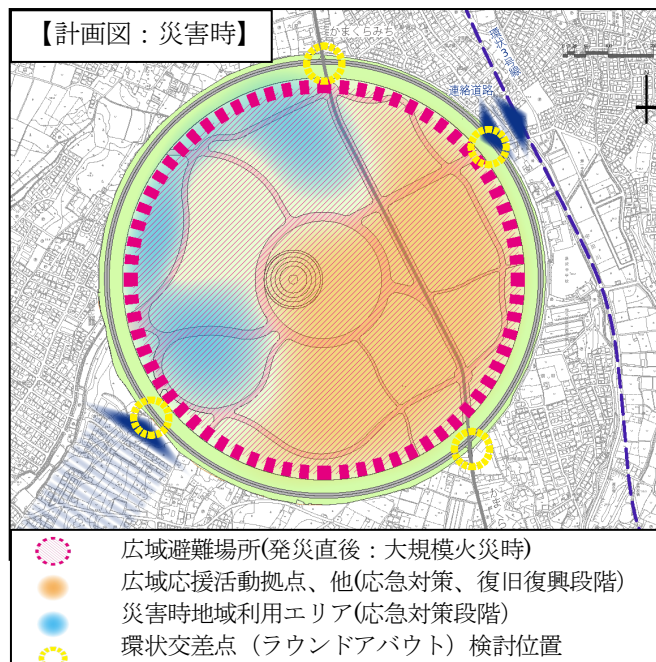 【計画図：災害時】
かまくらみち
環状3号線
連絡道路
かまくら
広域避難場所(発災直後：大規模火災時)
広域応援活動拠点、他(応急対策、復旧復興段階)
災害時地域利用エリア(応急対策段階)
環状交差点（ラウンドアバウト）検討位置